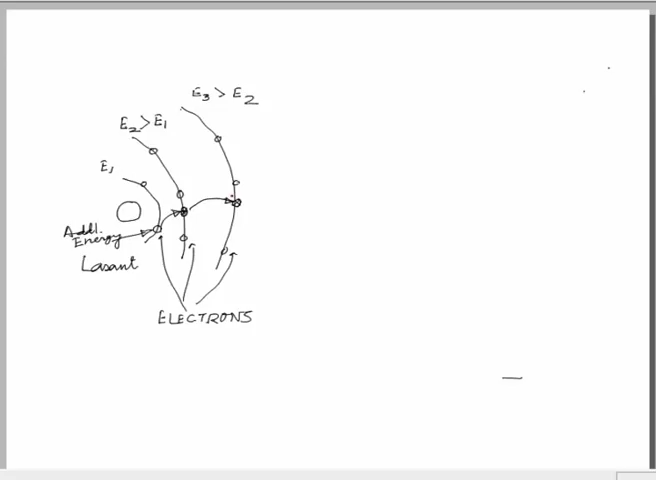 E3 > E2
E2 > E1
E1
Addl.
Energy
Lasant
ELECTRONS